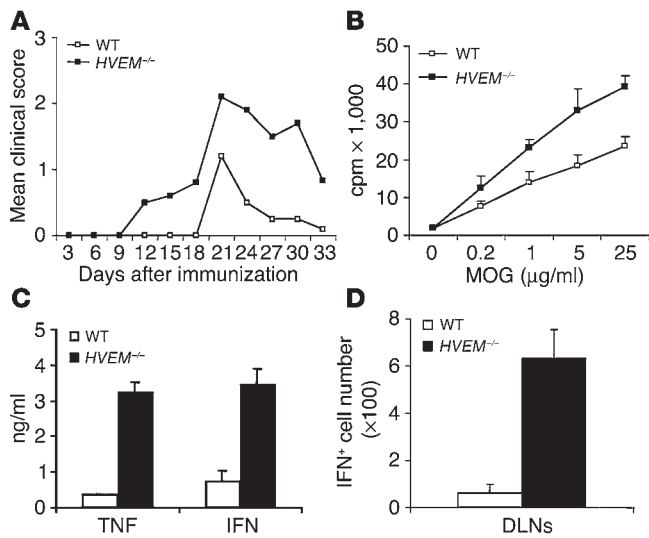 A
3
2
1
0
Mean clinical score
WT
HVEM−/−
3 6 9 12 15 18 21 24 27 30 33
Days after immunization
B
50
40
30
20
10
0
cpm × 1,000
WT
HVEM−/−
0 0.2 1 5 25
MOG (μg/ml)
C
5
4
3
2
1
0
ng/ml
WT
HVEM−/−
TNF IFN
D
8
6
4
2
0
IFN+ cell number
(×100)
WT
HVEM−/−
DLNs